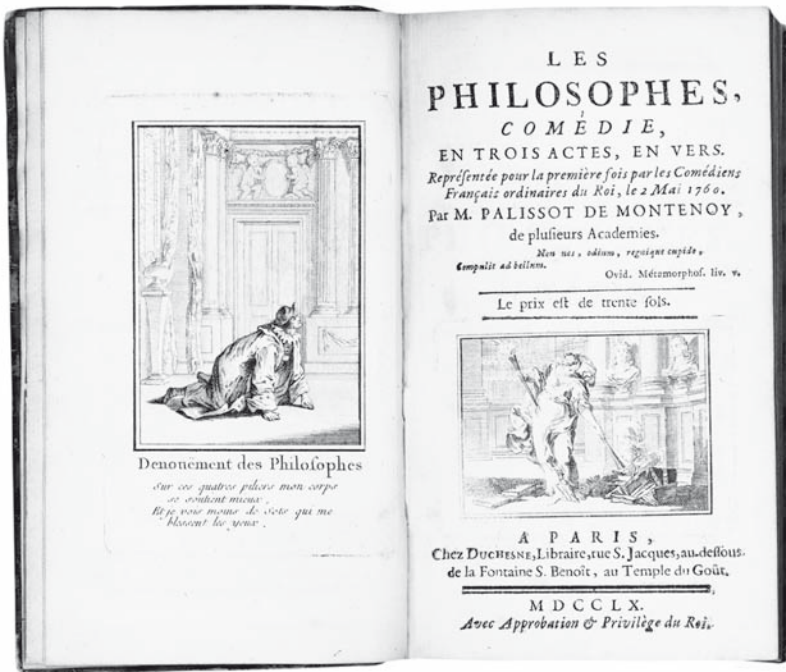 Denouëment des Philosophes
Sur ces quatres piliers mon corps
se soutient mieux,
Et je vois moins de Sots qui me
blessent les yeux.
LES
PHILOSOPHES,
COMÉDIE,
EN TROIS ACTES, EN VERS.
Représentée pour la première fois par les Comédiens
Français ordinaires du Roi, le 2 Mai 1760.
Par M. PALISSOT DE MONTENOY,
de plusieurs Academies.
Non nos, odium, regnique cupido,
Compulit ad bellum.
Ovid. Métamorphos. liv. v.
Le prix est de trente sols.
A PARIS,
Chez DUCHESNE, Libraire, rue S. Jacques, au-dessous
de la Fontaine S. Benoît, au Temple du Goût.
MDCCLX.
Avec Approbation & Privilège du Roi.